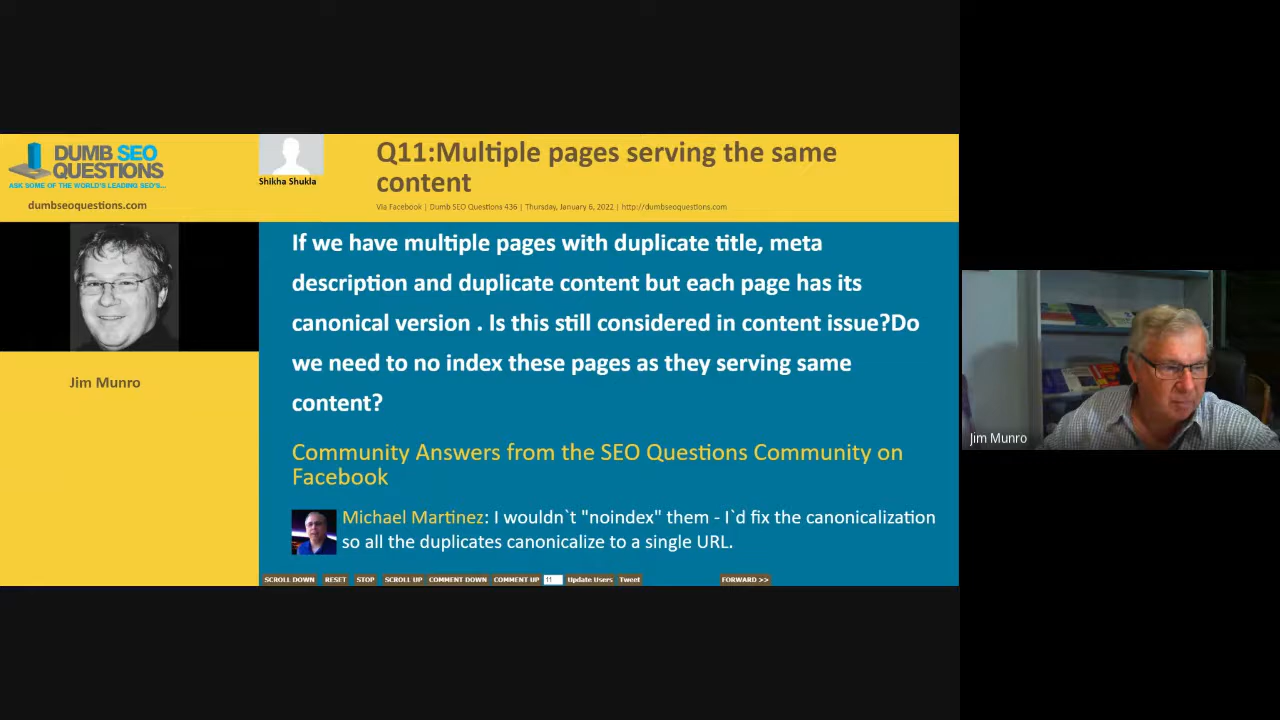 DUMB SEO
QUESTIONS
ASK SOME OF THE WORLD'S LEADING SEO'S...
dumbseoquestions.com
Shikha Shukla
Q11:Multiple pages serving the same
content
Via Facebook | Dumb SEO Questions 436 | Thursday, January 6, 2022 | http://dumbseoquestions.com
Jim Munro
If we have multiple pages with duplicate title, meta
description and duplicate content but each page has its
canonical version . Is this still considered in content issue?Do
we need to no index these pages as they serving same
content?
Community Answers from the SEO Questions Community on
Facebook
Michael Martinez: I wouldn`t "noindex" them - I`d fix the canonicalization
so all the duplicates canonicalize to a single URL.
SCROLL DOWN RESET STOP SCROLL UP COMMENT DOWN COMMENT UP 11 Update Users Tweet FORWARD >>
Jim Munro